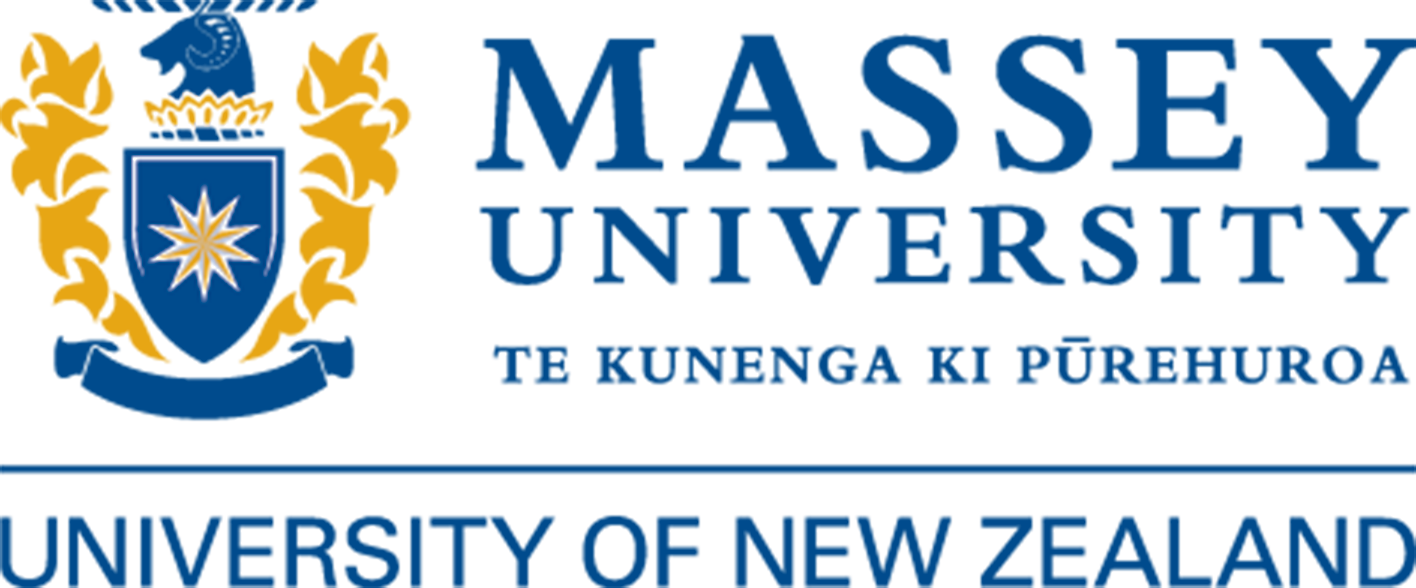 MASSEY
UNIVERSITY
TE KUNENGA KI PŪREHUROA
UNIVERSITY OF NEW ZEALAND